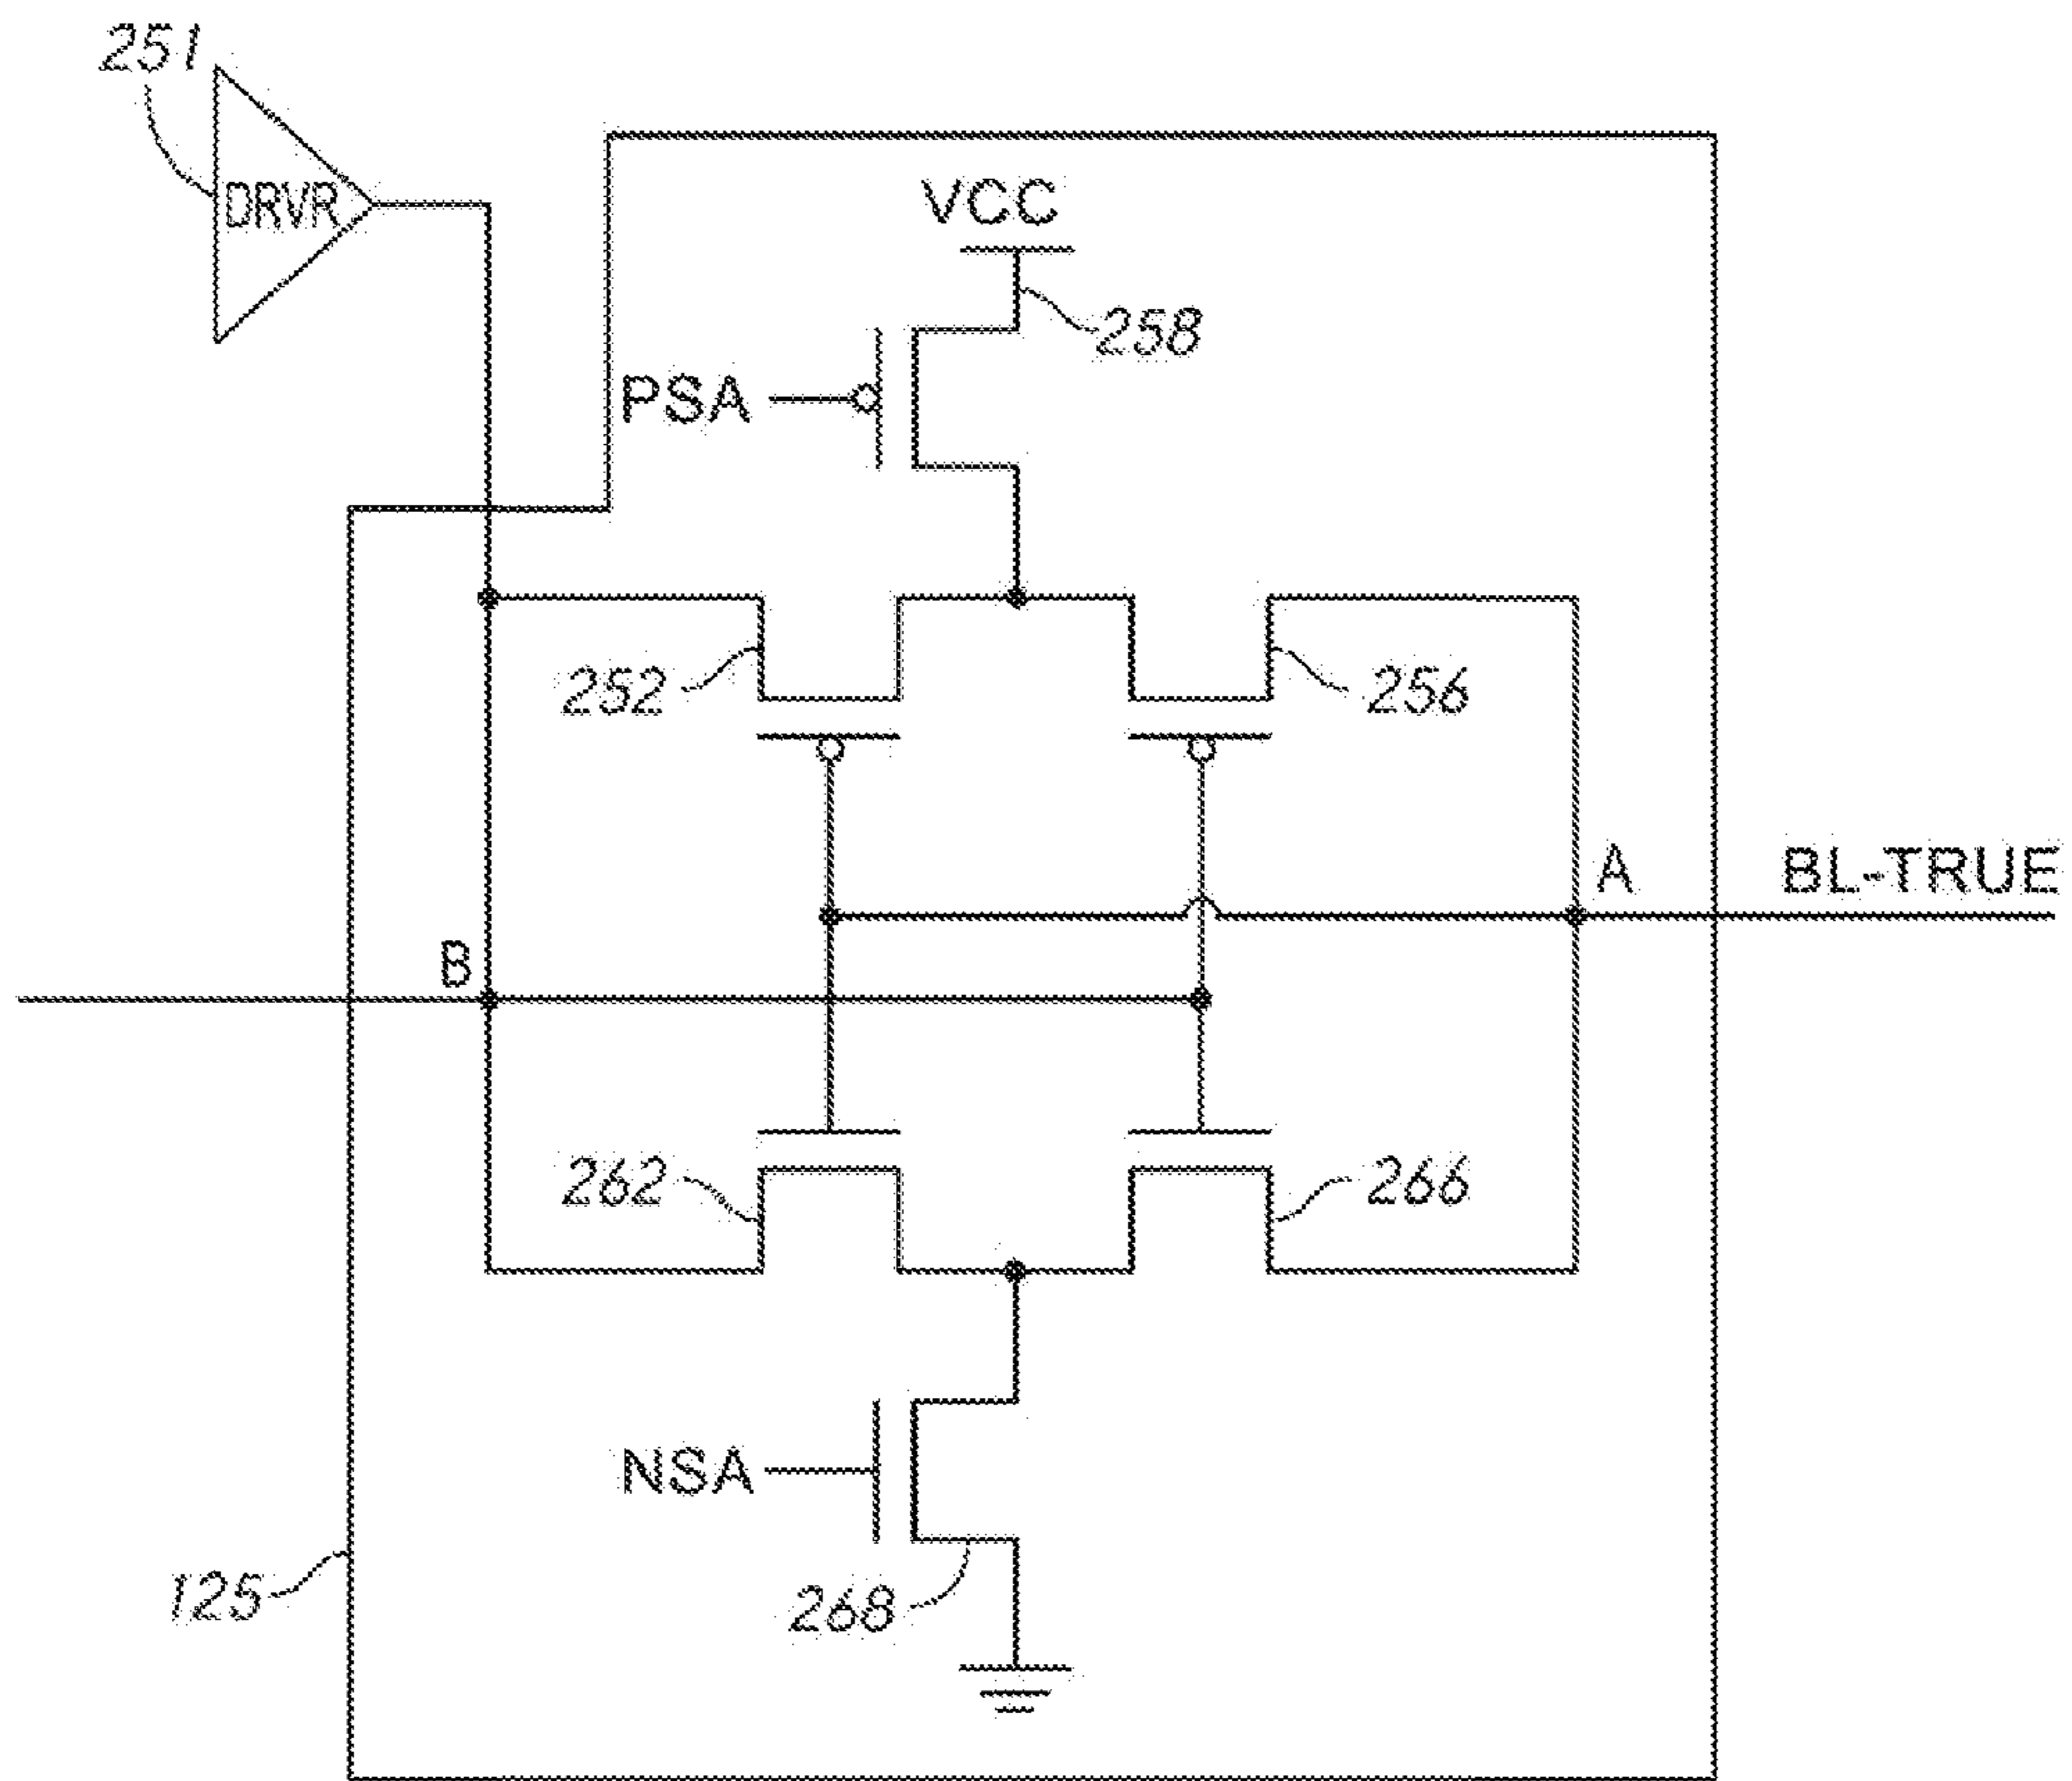 251
DRVR
VCC
258
PSA
252
256
A
BL-TRUE
B
262
266
NSA
125
268